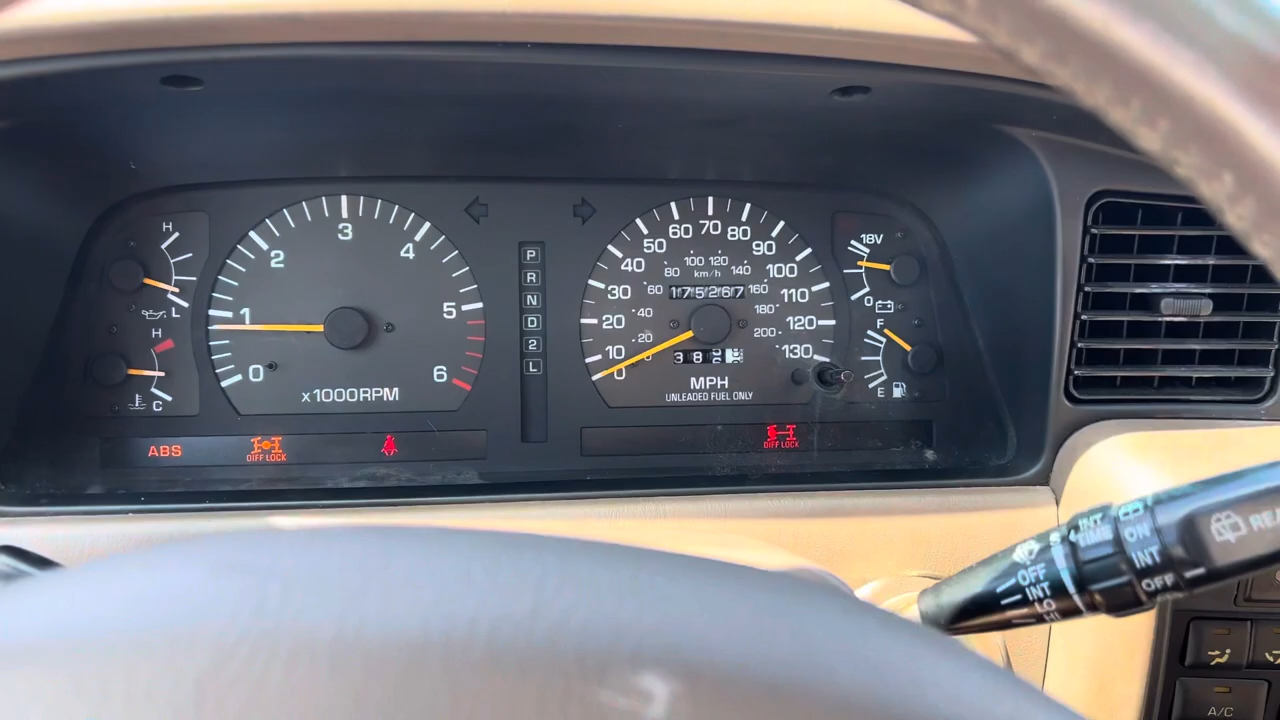 H
L
H
C
0
1
2
3
4
5
6
x1000RPM
P
R
N
D
2
L
0
10
20
30
40
50
60
70
80
90
100
110
120
130
20
40
60
80
100
120
140
160
180
200
km/h
175267
MPH
UNLEADED FUEL ONLY
18V
0
F
E
ABS
DIFF LOCK
DIFF LOCK
OFF
INT
LO
HI
INT
TIME
ON
INT
OFF
A/C